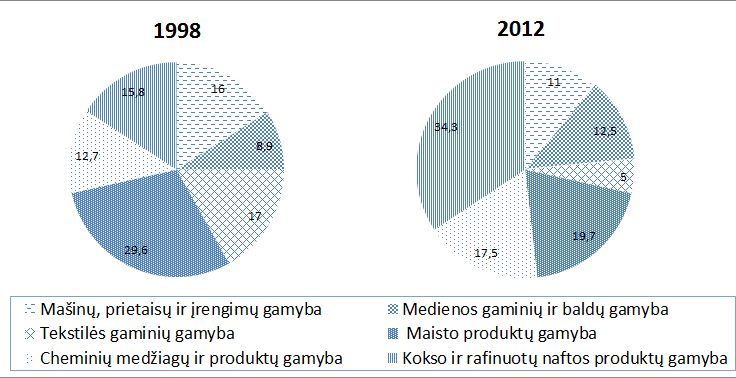 1998
2012
16
8,9
17
29,6
12,7
15,8
11
12,5
5
19,7
17,5
34,3
Mašinų, prietaisų ir įrengimų gamyba
Medienos gaminių ir baldų gamyba
Tekstilės gaminių gamyba
Maisto produktų gamyba
Cheminių medžiagų ir produktų gamyba
Kokso ir rafinuotų naftos produktų gamyba